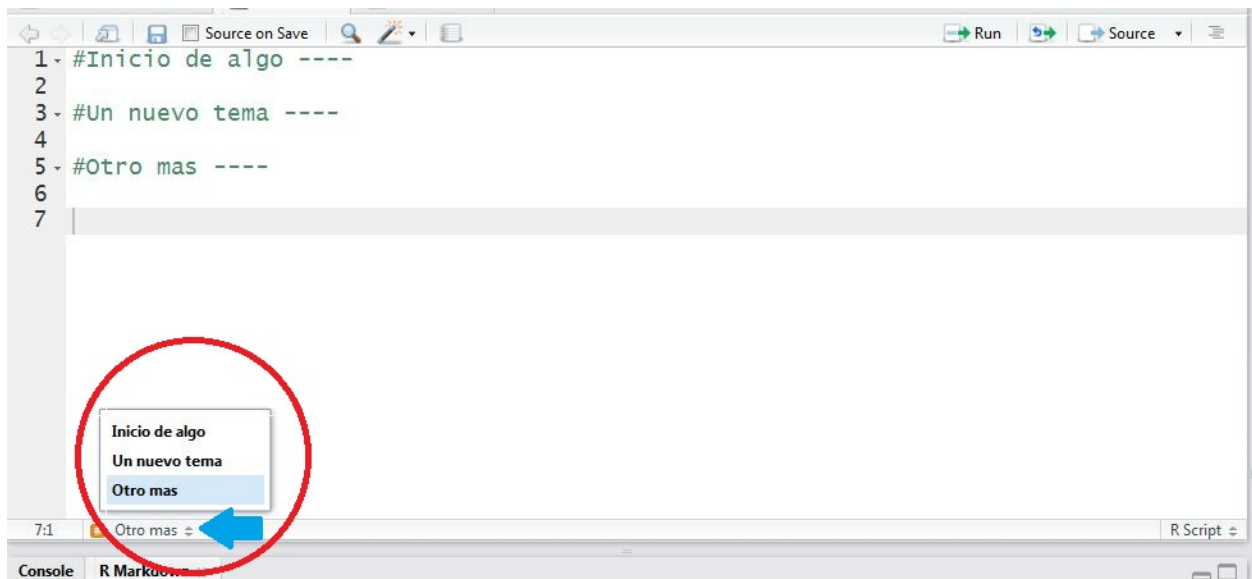 Source on Save
Run
Source
1 #Inicio de algo ----
2
3 #Un nuevo tema ----
4
5 #Otro mas ----
6
7
Inicio de algo
Un nuevo tema
Otro mas
7:1 Otro mas R Script
Console R Markdown